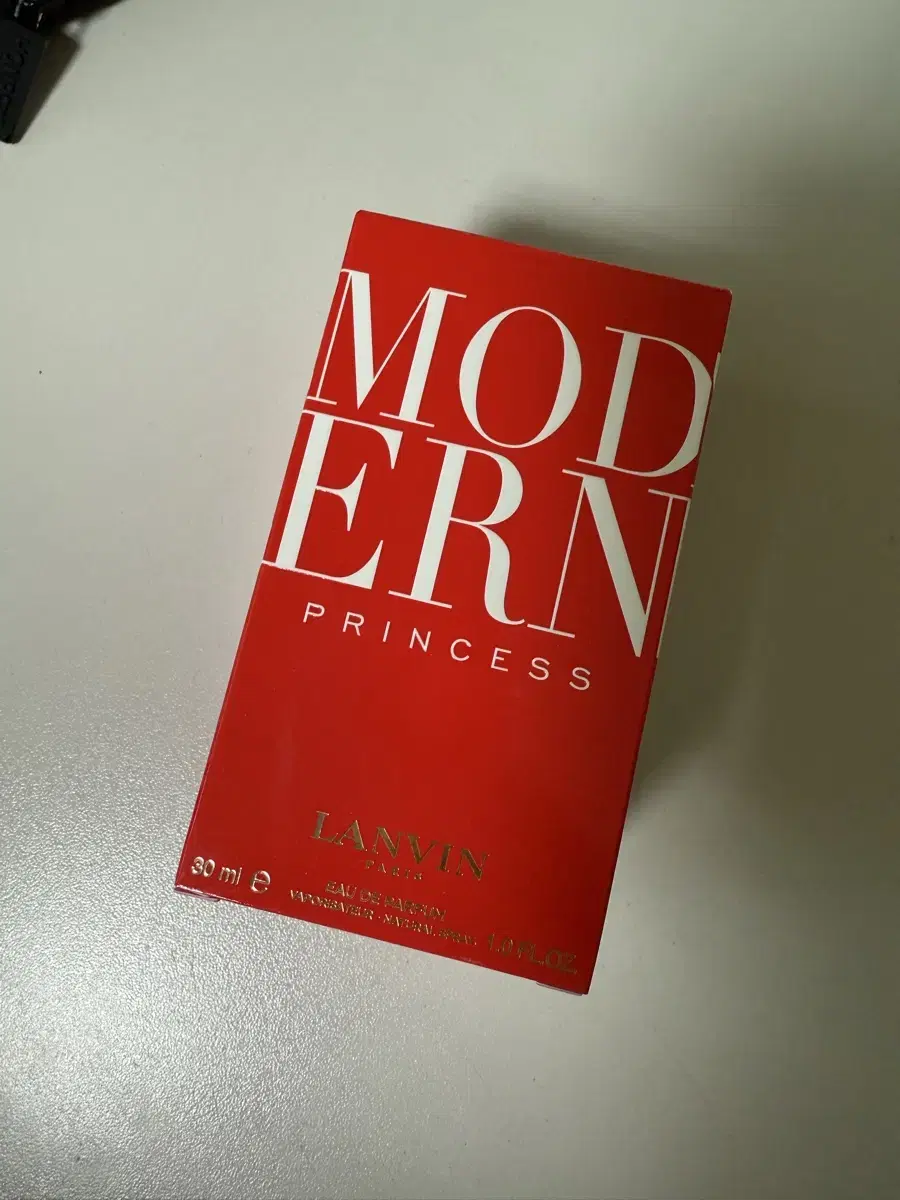 MOD
ERN
PRINCESS
LANVIN
PARIS
30 ml e
EAU DE PARFUM
VAPORISATEUR - NATURAL SPRAY
1.0 FL.OZ.